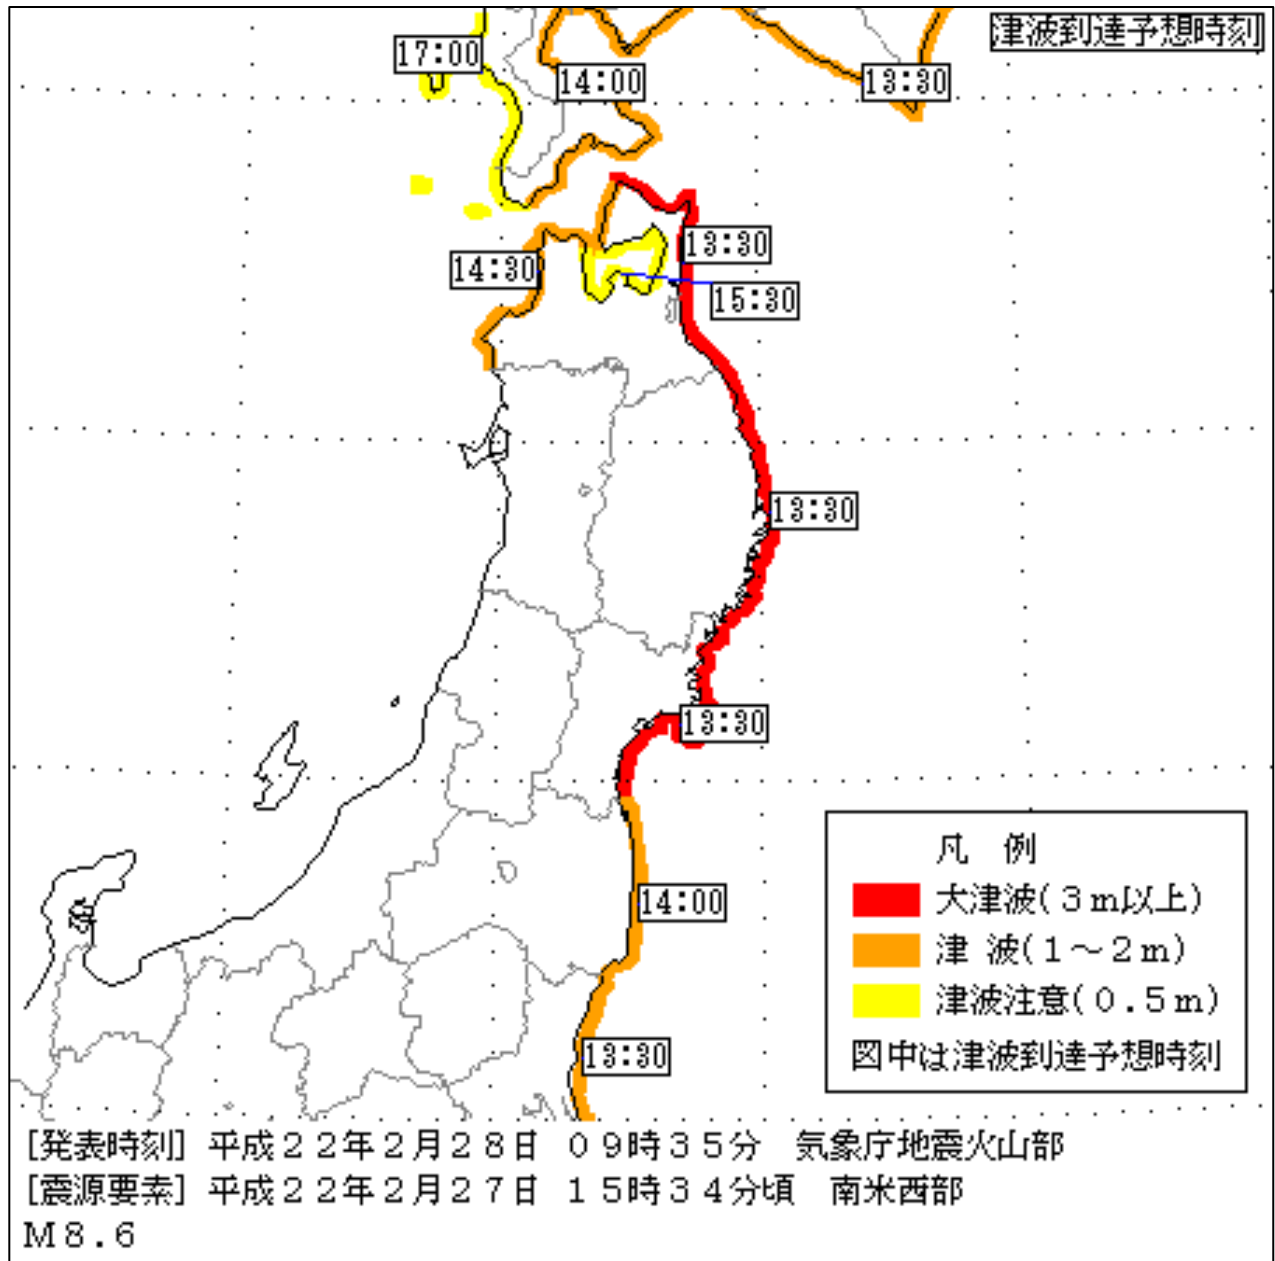 津波到達予想時刻
17:00
14:00
13:30
13:30
14:30
15:30
13:30
13:30
凡 例
大津波(３ｍ以上)
津 波(１～２ｍ)
14:00
津波注意(０.５ｍ)
13:30
図中は津波到達予想時刻
[発表時刻] 平成２２年２月２８日 ０９時３５分 気象庁地震火山部
[震源要素] 平成２２年２月２７日 １５時３４分頃 南米西部
Ｍ８.６